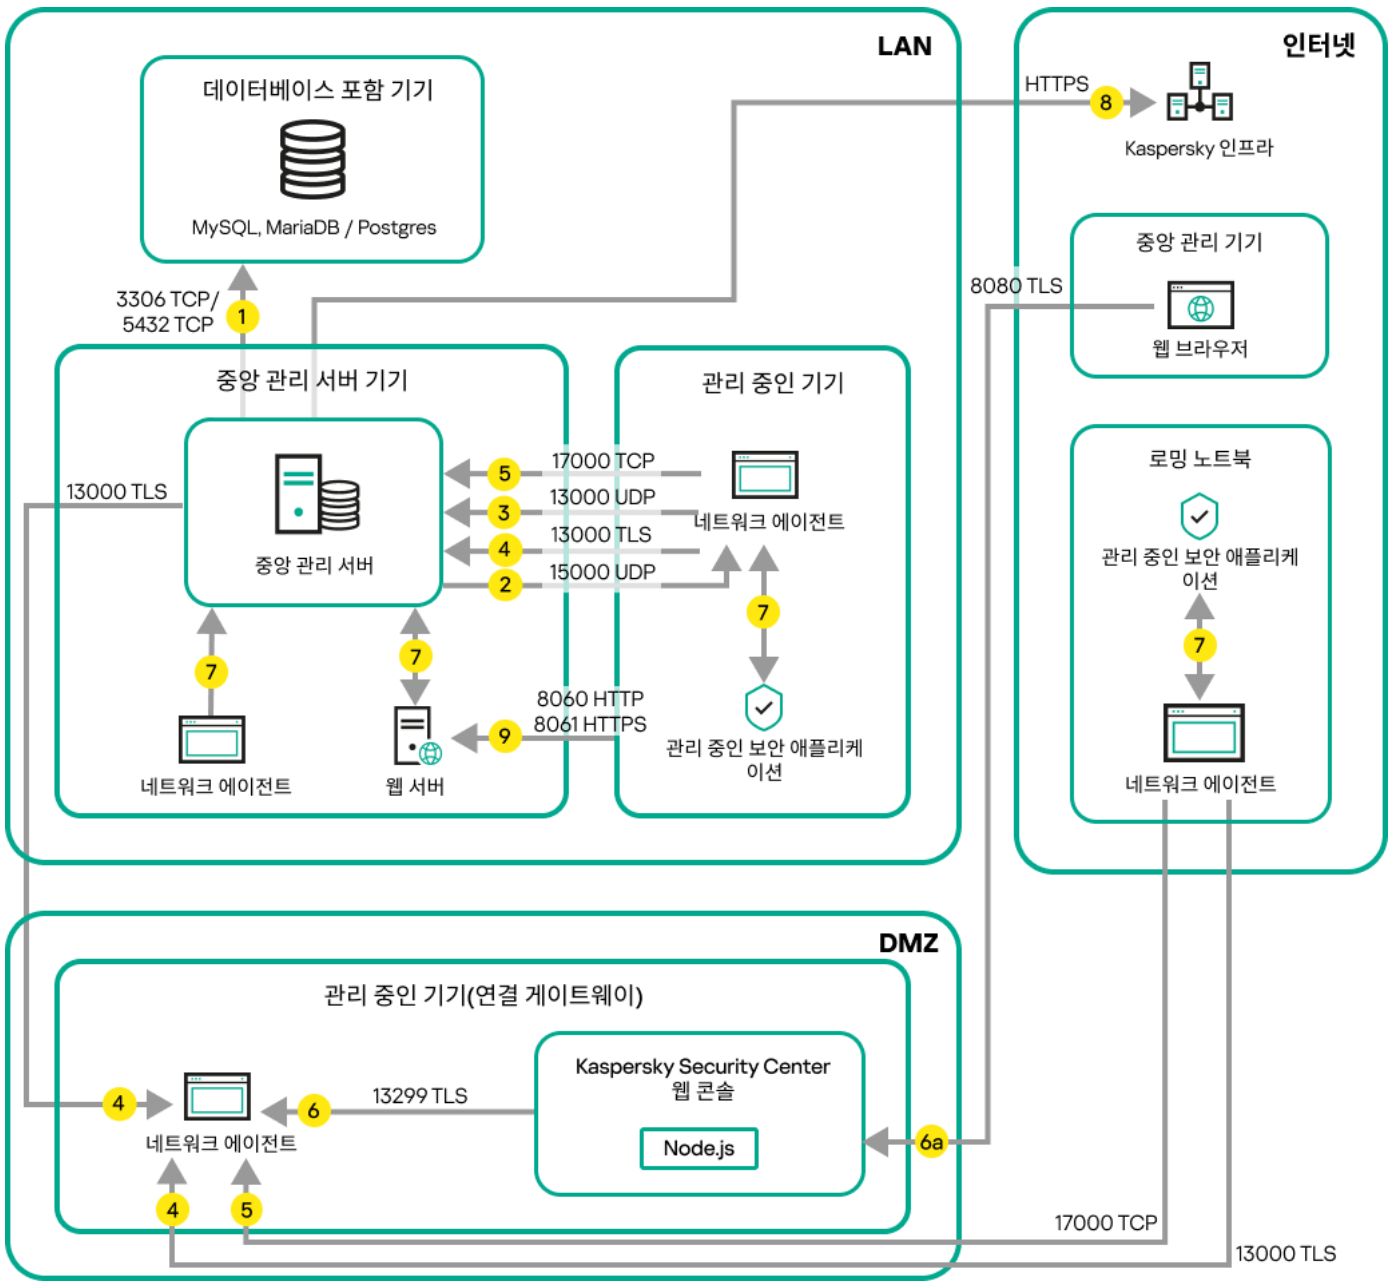 LAN
데이터베이스 포함 기기
MySQL, MariaDB / Postgres
3306 TCP/
5432 TCP
1
중앙 관리 서버 기기
중앙 관리 서버
13000 TLS
7
네트워크 에이전트
7
웹 서버
관리 중인 기기
5
17000 TCP
3
13000 UDP
4
13000 TLS
2
15000 UDP
네트워크 에이전트
7
관리 중인 보안 애플리케
이션
8060 HTTP
8061 HTTPS
9
인터넷
HTTPS
8
Kaspersky 인프라
중앙 관리 기기
8080 TLS
웹 브라우저
로밍 노트북
관리 중인 보안 애플리케
이션
7
네트워크 에이전트
DMZ
관리 중인 기기(연결 게이트웨이)
4
네트워크 에이전트
6
13299 TLS
Kaspersky Security Center
웹 콘솔
Node.js
6a
4
5
17000 TCP
13000 TLS